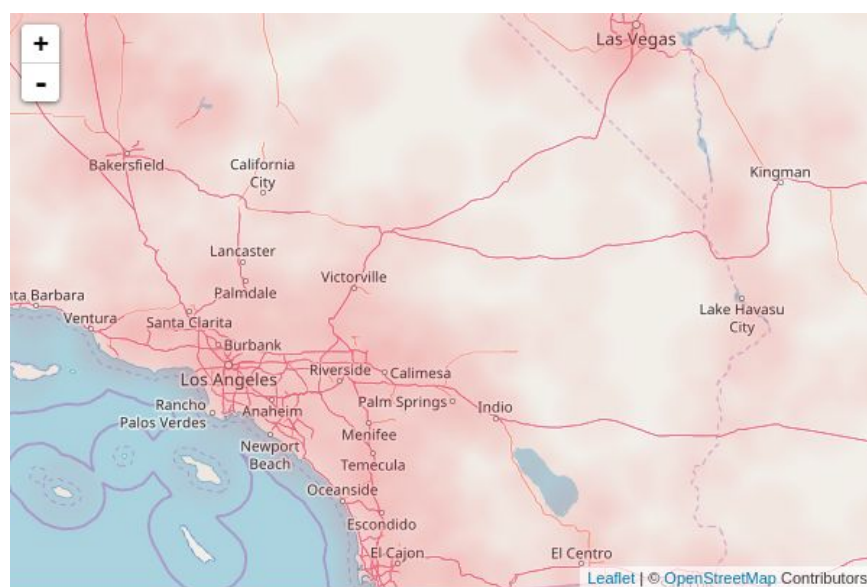 +
-
Las Vegas
Bakersfield
California
City
Kingman
Lancaster
Palmdale
Victorville
nta Barbara
Ventura
Santa Clarita
Lake Havasu
City
Burbank
Los Angeles
Riverside
Calimesa
Rancho
Palos Verdes
Anaheim
Palm Springs
Indio
Newport
Beach
Menifee
Temecula
Oceanside
Escondido
El Cajon
El Centro
Leaflet | © OpenStreetMap Contributors